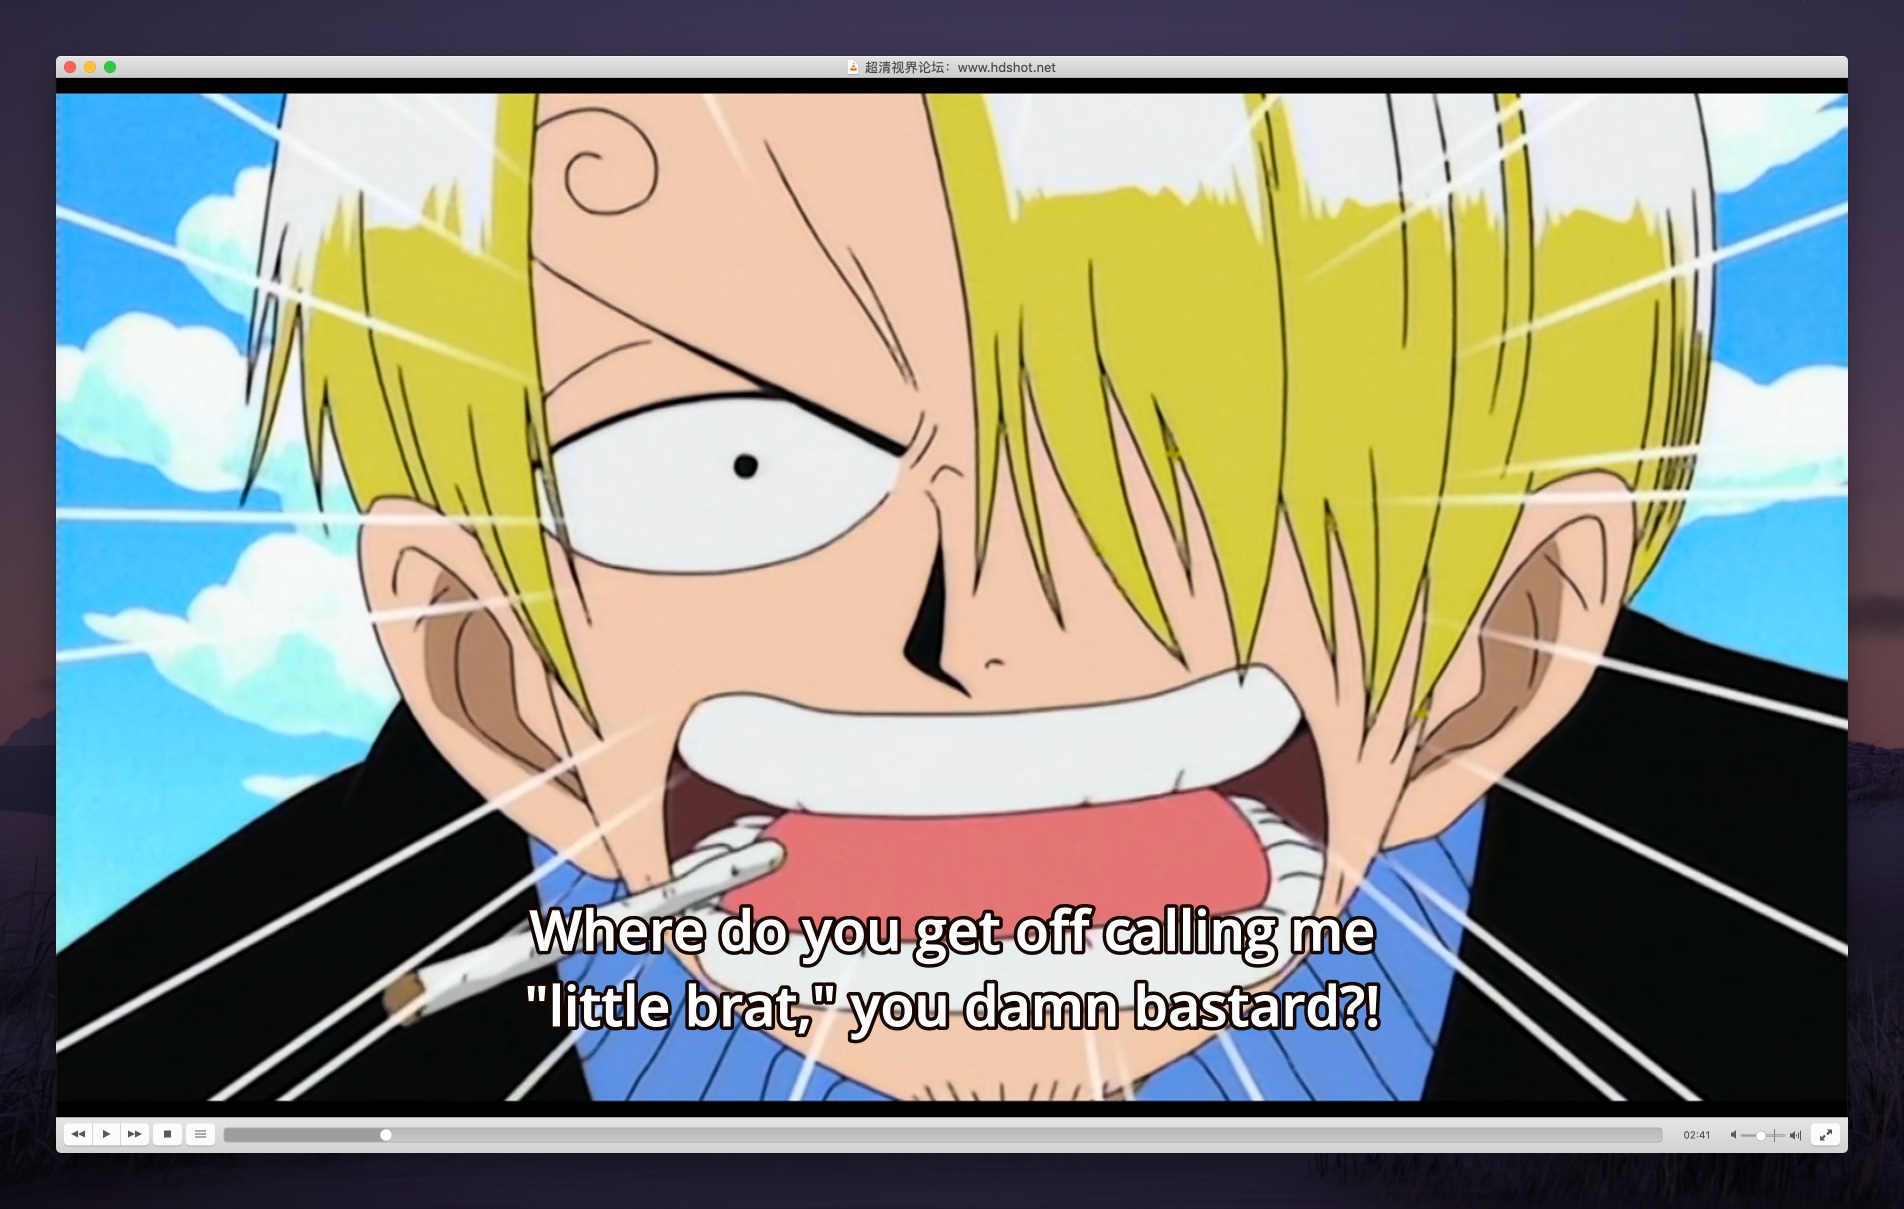 超清视界论坛：www.hdshot.net
Where do you get off calling me
"little brat," you damn bastard?!
02:41